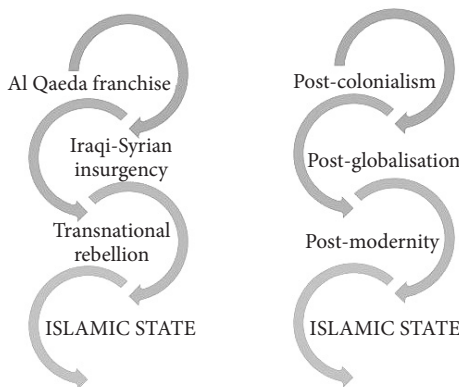 Al Qaeda franchise
Iraqi-Syrian
insurgency
Transnational
rebellion
ISLAMIC STATE
Post-colonialism
Post-globalisation
Post-modernity
ISLAMIC STATE